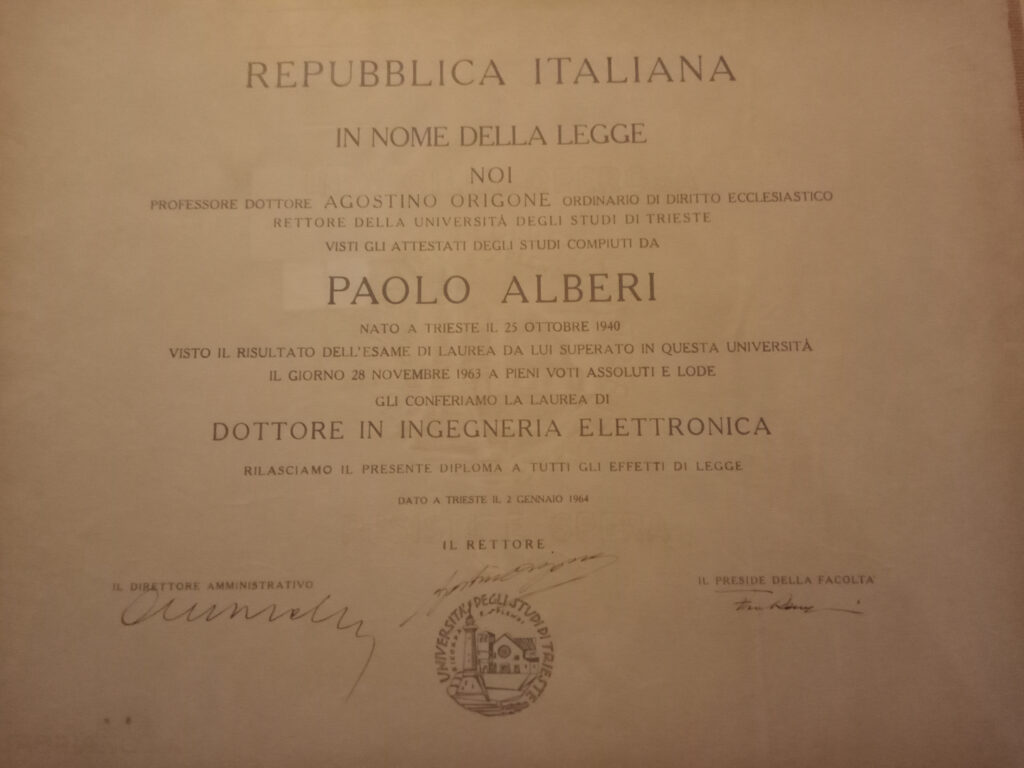 REPUBBLICA ITALIANA
IN NOME DELLA LEGGE
NOI
PROFESSORE DOTTORE AGOSTINO ORIGONE ORDINARIO DI DIRITTO ECCLESIASTICO
RETTORE DELLA UNIVERSITÀ DEGLI STUDI DI TRIESTE
VISTI GLI ATTESTATI DEGLI STUDI COMPIUTI DA
PAOLO ALBERI
NATO A TRIESTE IL 25 OTTOBRE 1940
VISTO IL RISULTATO DELL'ESAME DI LAUREA DA LUI SUPERATO IN QUESTA UNIVERSITÀ
IL GIORNO 28 NOVEMBRE 1963 A PIENI VOTI ASSOLUTI E LODE
GLI CONFERIAMO LA LAUREA DI
DOTTORE IN INGEGNERIA ELETTRONICA
RILASCIAMO IL PRESENTE DIPLOMA A TUTTI GLI EFFETTI DI LEGGE
DATO A TRIESTE IL 2 GENNAIO 1964
IL RETTORE
IL DIRETTORE AMMINISTRATIVO
IL PRESIDE DELLA FACOLTA'
UNIVERSITÀ DEGLI STUDI DI TRIESTE